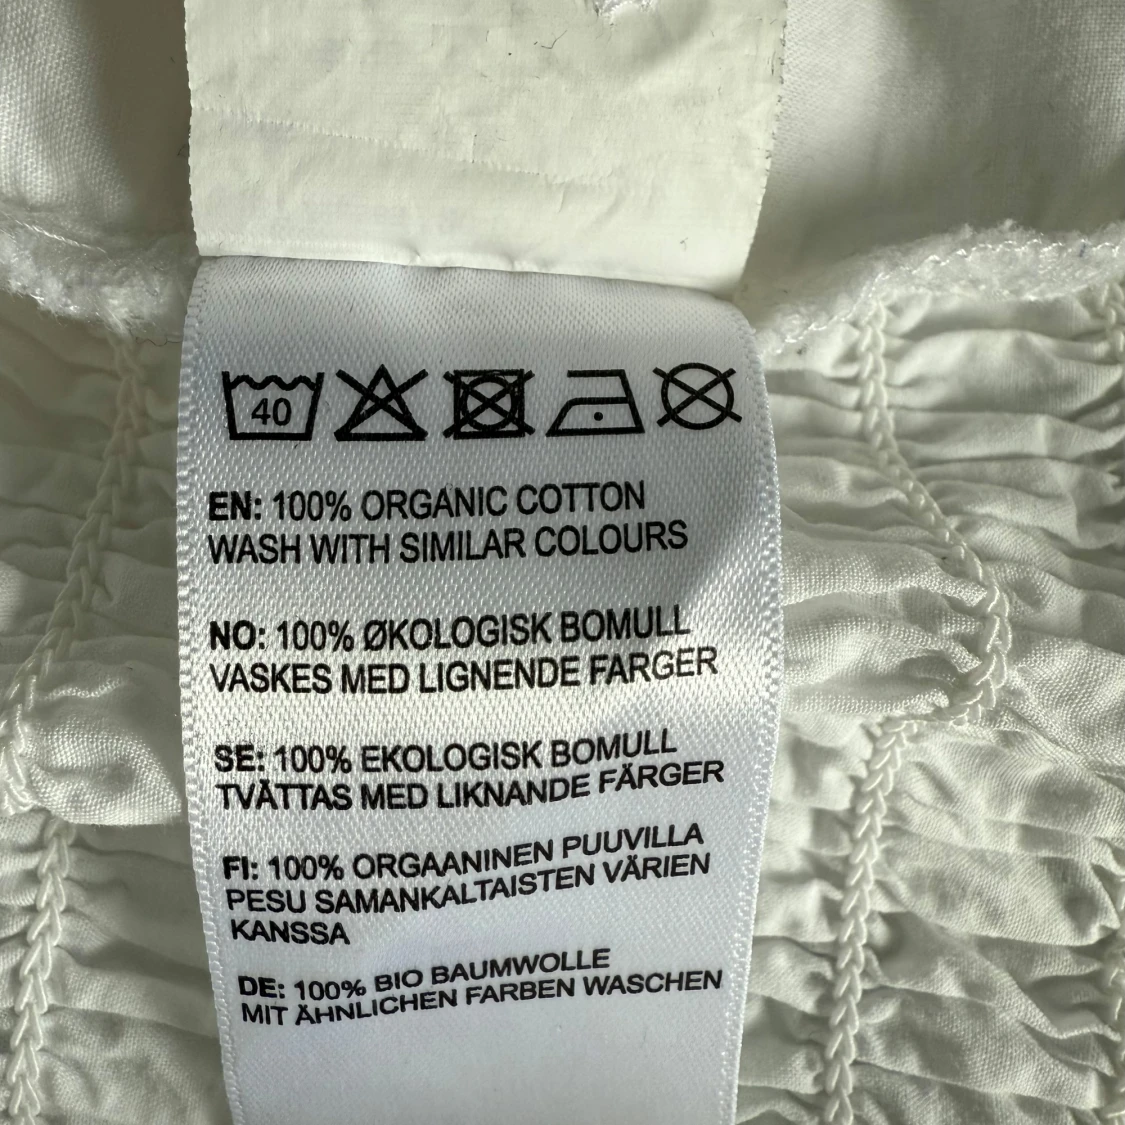 40
EN: 100% ORGANIC COTTON
WASH WITH SIMILAR COLOURS
NO: 100% ØKOLOGISK BOMULL
VASKES MED LIGNENDE FARGER
SE: 100% EKOLOGISK BOMULL
TVÄTTAS MED LIKNANDE FÄRGER
FI: 100% ORGAANINEN PUUVILLA
PESU SAMANKALTAISTEN VÄRIEN
KANSSA
DE: 100% BIO BAUMWOLLE
MIT ÄHNLICHEN FARBEN WASCHEN